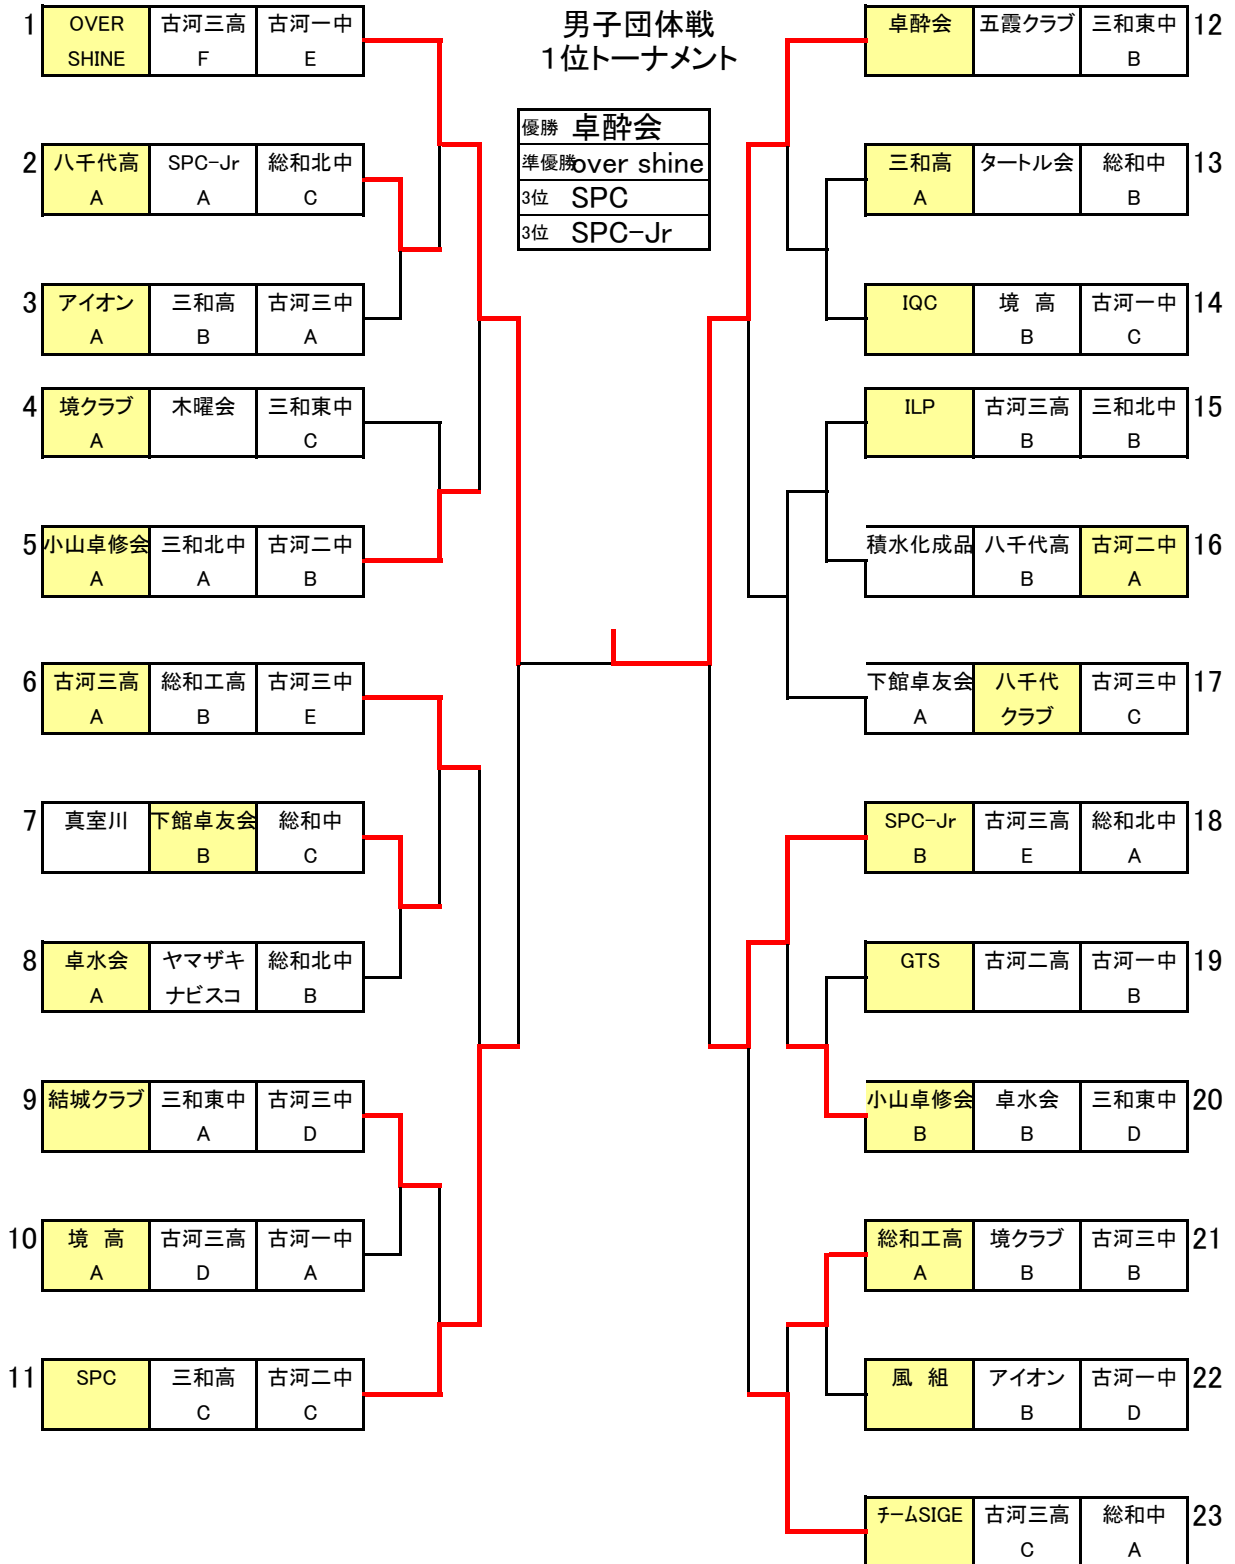 男子団体戦
1位トーナメント
優勝 卓酔会
準優勝 over shine
3位 SPC
3位 SPC-Jr
1 OVER 古河三高 古河一中
SHINE F E
2 八千代高 SPC-Jr 総和北中
A A C
3 アイオン 三和高 古河三中
A B A
4 境クラブ 木曜会 三和東中
A C
5 小山卓修会 三和北中 古河二中
A A B
6 古河三高 総和工高 古河三中
A B E
7 真室川 下館卓友会 総和中
B C
8 卓水会 ヤマザキ 総和北中
A ナビスコ B
9 結城クラブ 三和東中 古河三中
A D
10 境 高 古河三高 古河一中
A D A
11 SPC 三和高 古河二中
C C
卓酔会 五霞クラブ 三和東中 12
B
三和高 タートル会 総和中 13
A B
IQC 境 高 古河一中 14
B C
ILP 古河三高 三和北中 15
B B
積水化成品 八千代高 古河二中 16
B A
下館卓友会 八千代 古河三中 17
A クラブ C
SPC-Jr 古河三高 総和北中 18
B E A
GTS 古河二高 古河一中 19
B
小山卓修会 卓水会 三和東中 20
B B D
総和工高 境クラブ 古河三中 21
A B B
風 組 アイオン 古河一中 22
B D
チームSIGE 古河三高 総和中 23
C A